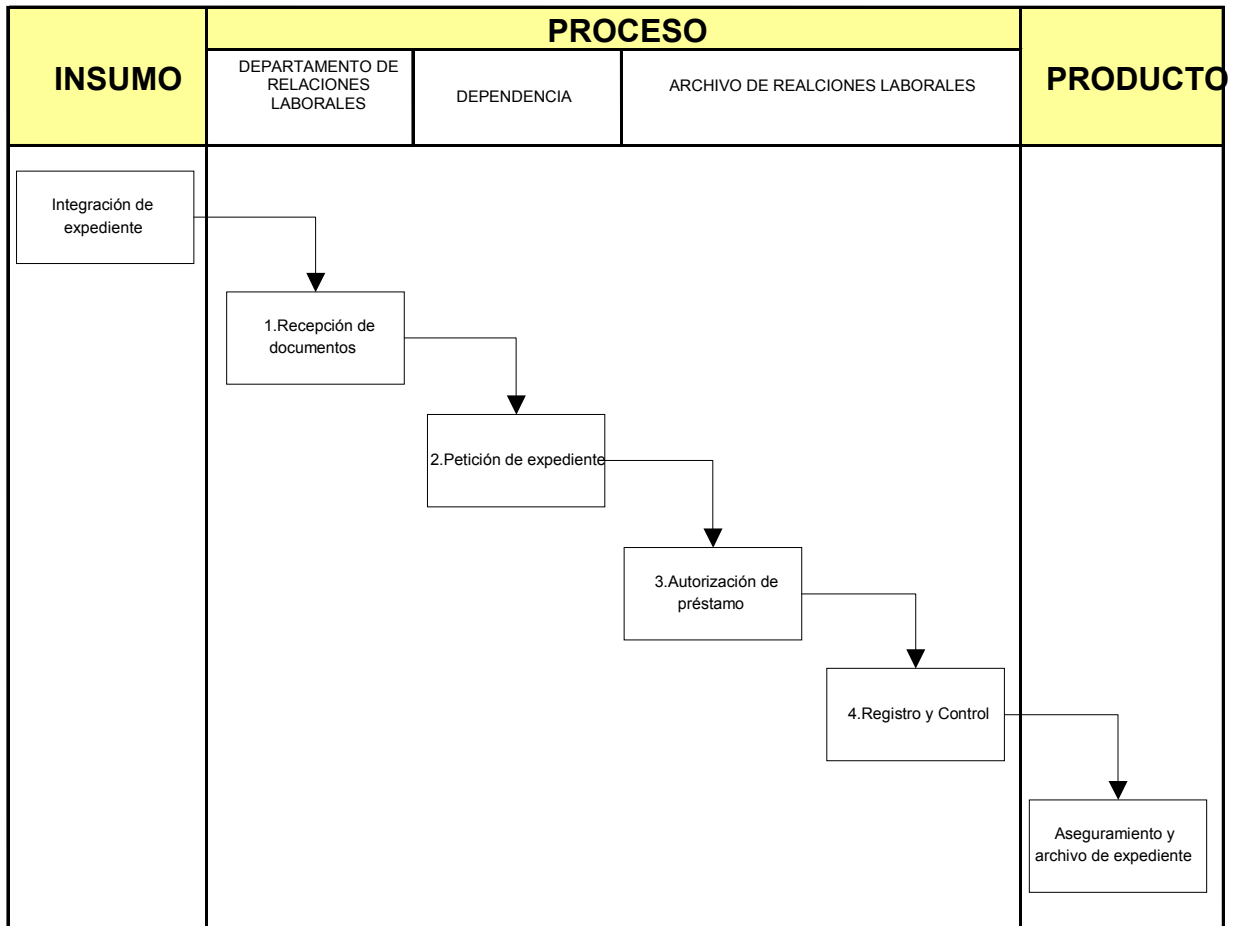 INSUMO
PROCESO
PRODUCTO
DEPARTAMENTO DE
RELACIONES
LABORALES
DEPENDENCIA
ARCHIVO DE REALCIONES LABORALES
Integración de
expediente
1.Recepción de
documentos
2.Petición de expediente
3.Autorización de
préstamo
4.Registro y Control
Aseguramiento y
archivo de expediente